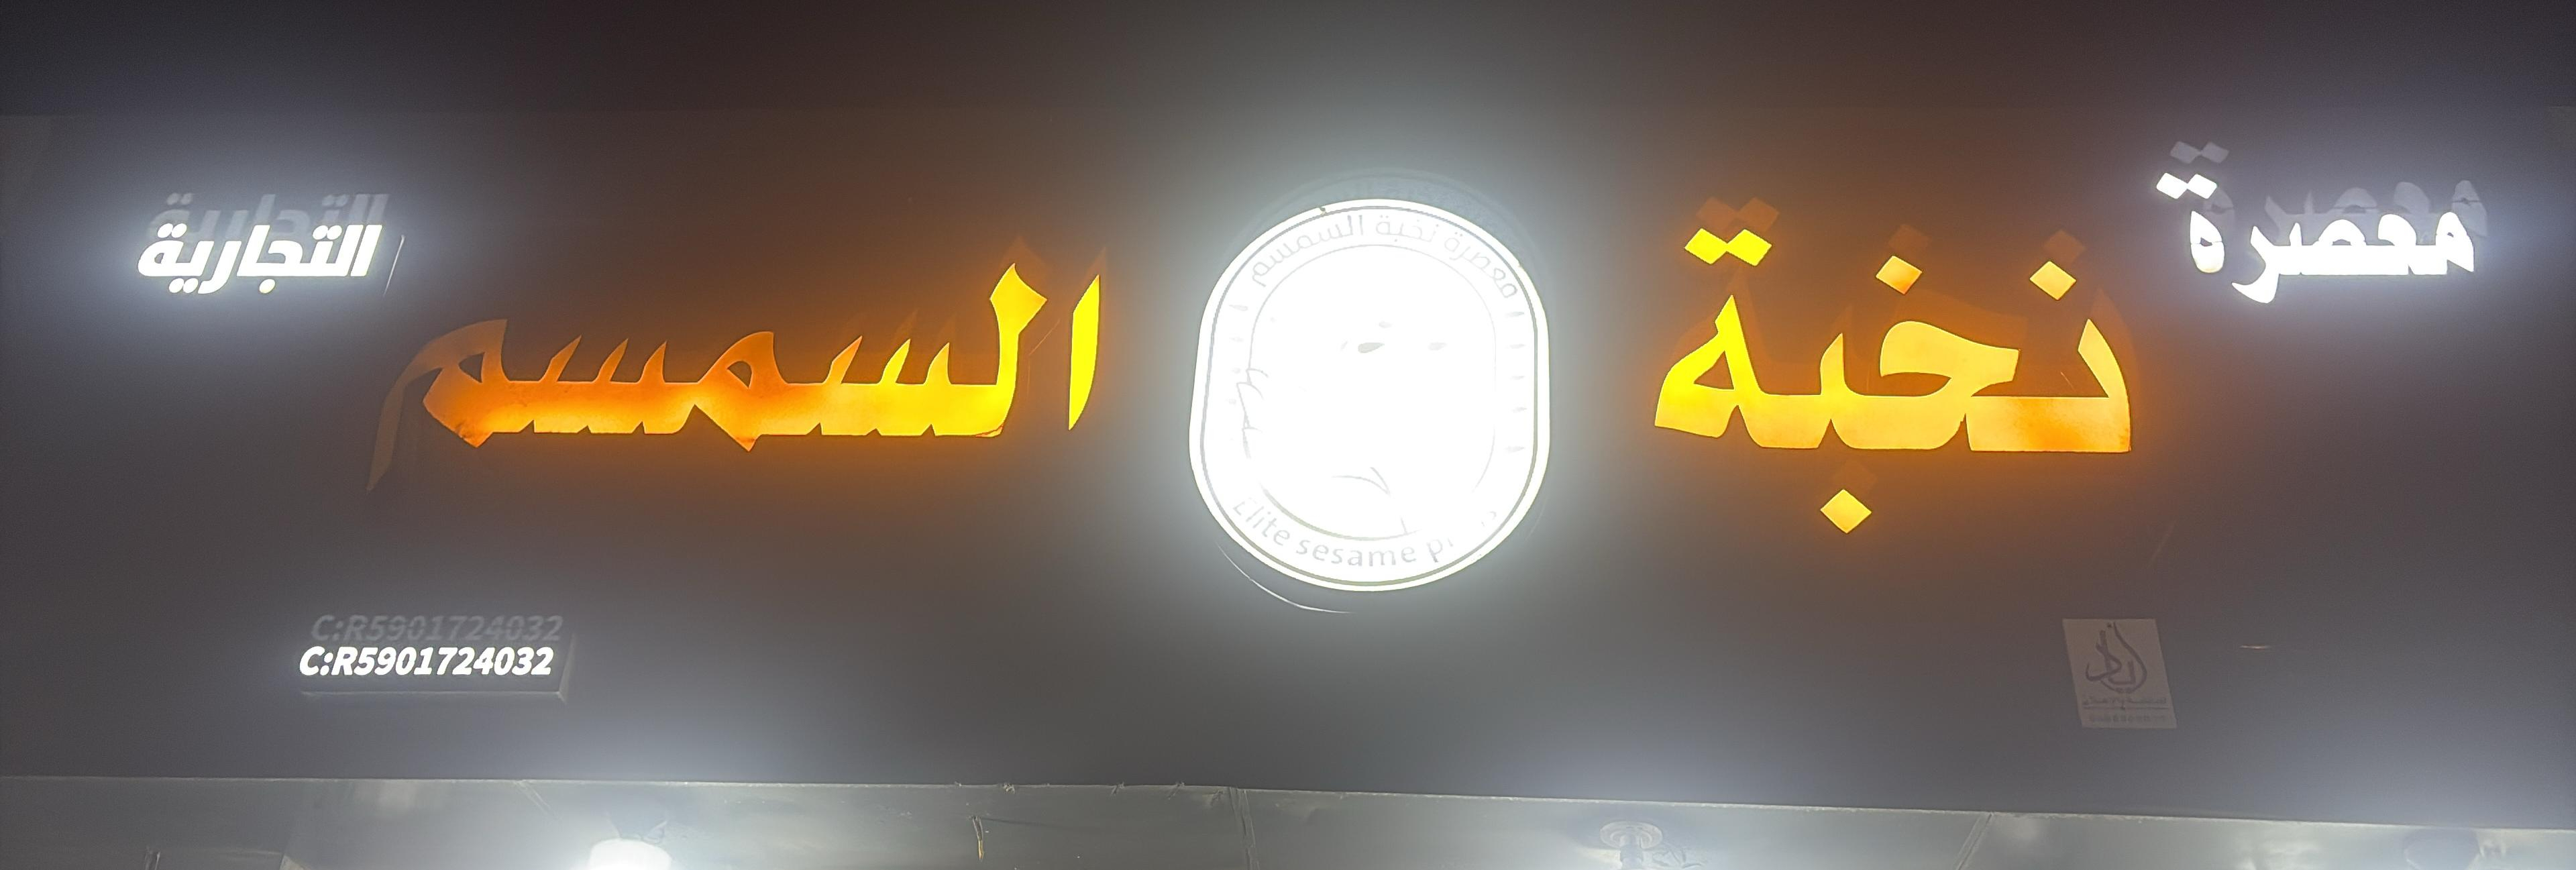 معصرة
نخبة السمسم
التجارية
معصرة نخبة السمسم
Elite sesame
C:R5901724032